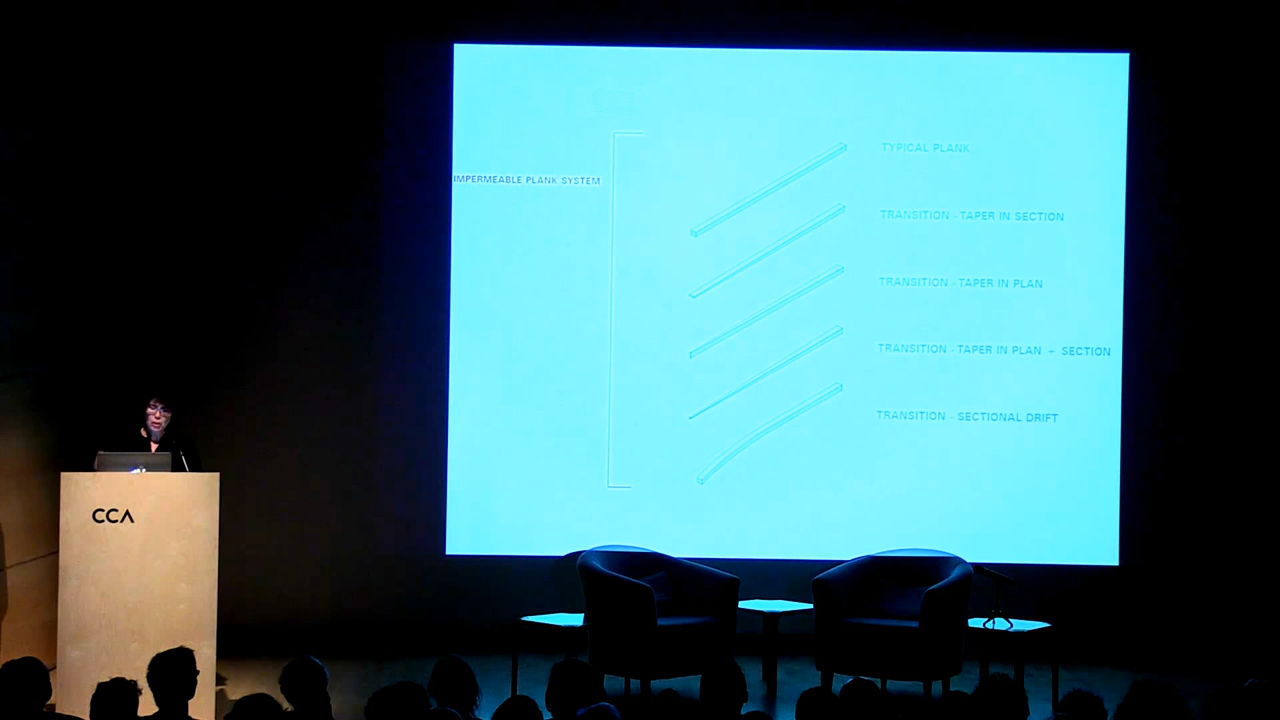 IMPERMEABLE PLANK SYSTEM
TYPICAL PLANK
TRANSITION - TAPER IN SECTION
TRANSITION - TAPER IN PLAN
TRANSITION - TAPER IN PLAN + SECTION
TRANSITION - SECTIONAL DRIFT
CCA